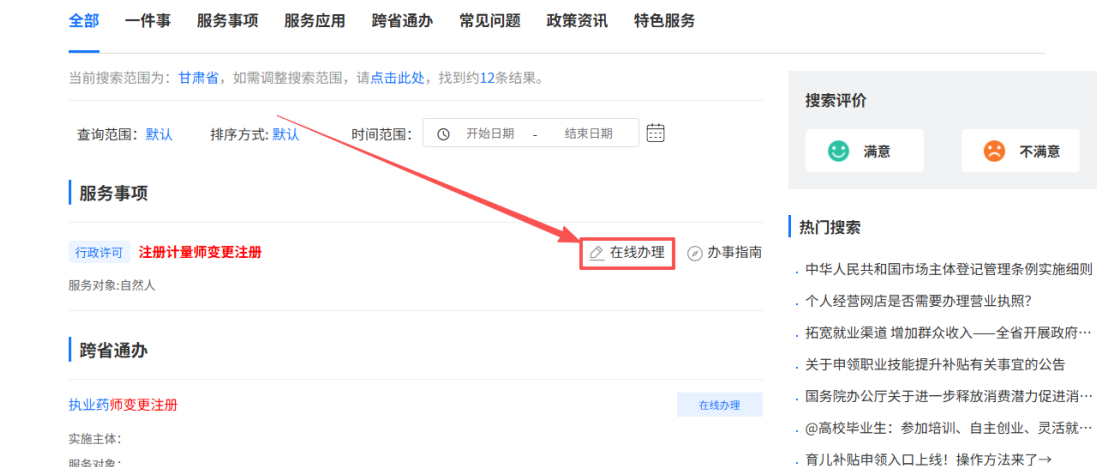 全部 一件事 服务事项 服务应用 跨省通办 常见问题 政策资讯 特色服务
当前搜索范围为：甘肃省，如需调整搜索范围，请点击此处，找到约12条结果。
查询范围：默认 排序方式:默认 时间范围： 开始日期 - 结束日期
服务事项
行政许可 注册计量师变更注册 在线办理 办事指南
服务对象:自然人
跨省通办
执业药师变更注册 在线办理
实施主体：
服务对象：
搜索评价
满意 不满意
热门搜索
. 中华人民共和国市场主体登记管理条例实施细则
. 个人经营网店是否需要办理营业执照？
. 拓宽就业渠道 增加群众收入——全省开展政府…
. 关于申领职业技能提升补贴有关事宜的公告
. 国务院办公厅关于进一步释放消费潜力促进消…
. @高校毕业生：参加培训、自主创业、灵活就…
. 育儿补贴申领入口上线！操作方法来了→